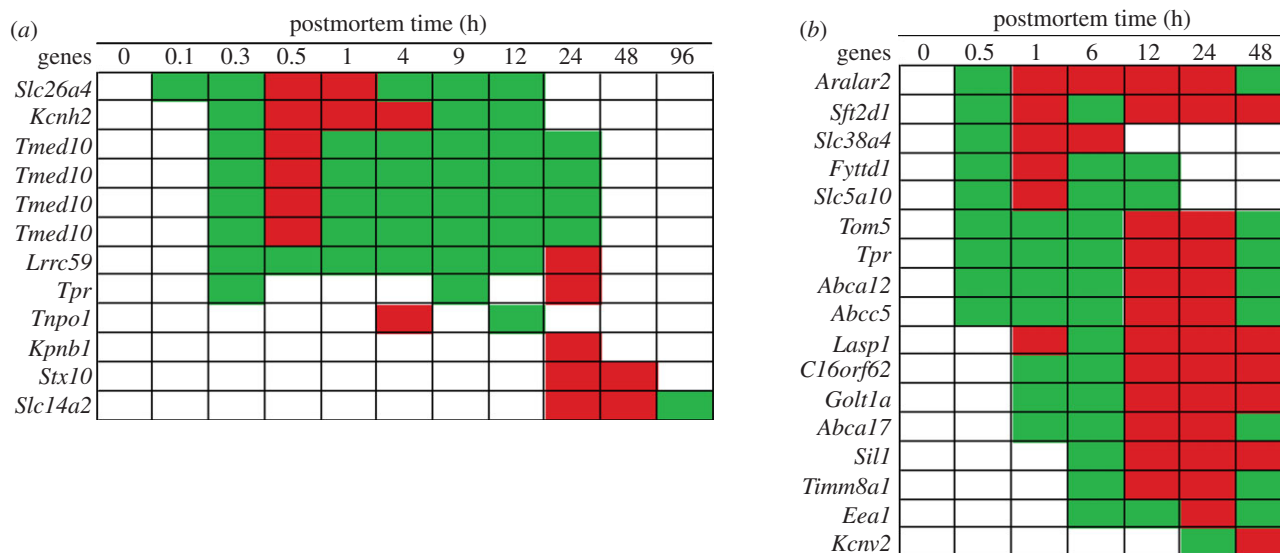 (a)
postmortem time (h)
genes 0 0.1 0.3 0.5 1 4 9 12 24 48 96
Slc26a4
Kcnh2
Tmed10
Tmed10
Tmed10
Tmed10
Lrrc59
Tpr
Tnpo1
Kpnb1
Stx10
Slc14a2
(b)
postmortem time (h)
genes 0 0.5 1 6 12 24 48
Aralar2
Sft2d1
Slc38a4
Fyttd1
Slc5a10
Tom5
Tpr
Abca12
Abcc5
Lasp1
C16orf62
Golt1a
Abca17
Sil1
Timm8a1
Eea1
Kcnv2